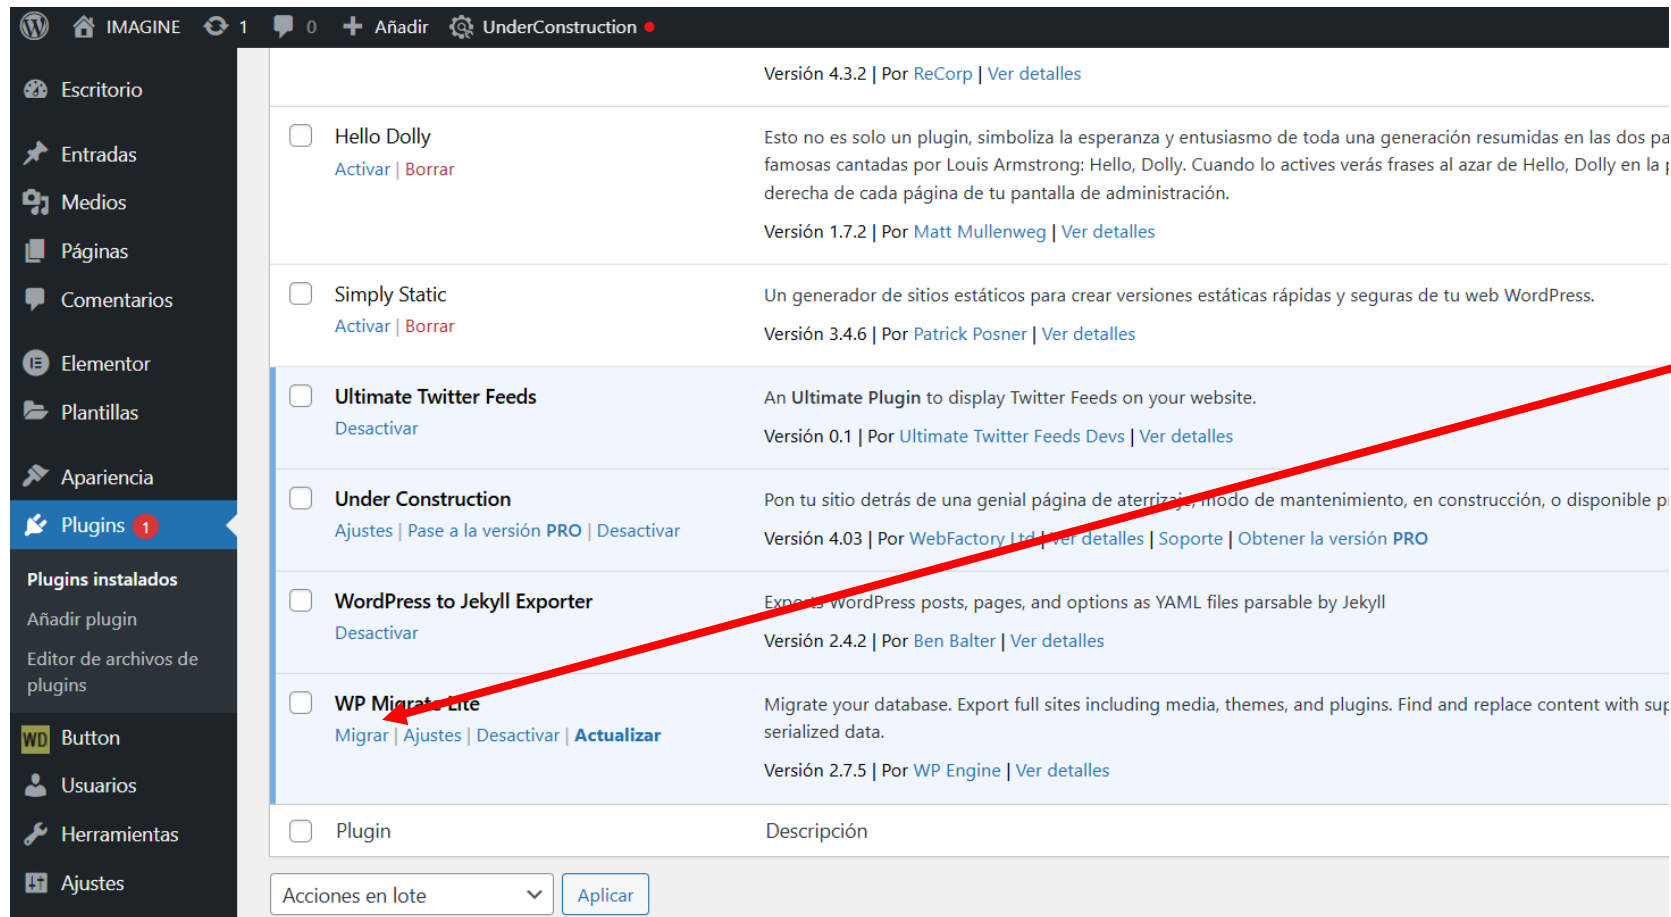 IMAGINE 1 0 Añadir UnderConstruction
Escritorio
Entradas
Medios
Páginas
Comentarios
Elementor
Plantillas
Apariencia
Plugins 1
Plugins instalados
Añadir plugin
Editor de archivos de
plugins
WD Button
Usuarios
Herramientas
Ajustes
Versión 4.3.2 | Por ReCorp | Ver detalles
Hello Dolly
Activar | Borrar
Esto no es solo un plugin, simboliza la esperanza y entusiasmo de toda una generación resumidas en las dos pa
famosas cantadas por Louis Armstrong: Hello, Dolly. Cuando lo actives verás frases al azar de Hello, Dolly en la p
derecha de cada página de tu pantalla de administración.
Versión 1.7.2 | Por Matt Mullenweg | Ver detalles
Simply Static
Activar | Borrar
Un generador de sitios estáticos para crear versiones estáticas rápidas y seguras de tu web WordPress.
Versión 3.4.6 | Por Patrick Posner | Ver detalles
Ultimate Twitter Feeds
Desactivar
An Ultimate Plugin to display Twitter Feeds on your website.
Versión 0.1 | Por Ultimate Twitter Feeds Devs | Ver detalles
Under Construction
Ajustes | Pase a la versión PRO | Desactivar
Pon tu sitio detrás de una genial página de aterrizaje, modo de mantenimiento, en construcción, o disponible pr
Versión 4.03 | Por WebFactory Ltd | Ver detalles | Soporte | Obtener la versión PRO
WordPress to Jekyll Exporter
Desactivar
Exports WordPress posts, pages, and options as YAML files parsable by Jekyll
Versión 2.4.2 | Por Ben Balter | Ver detalles
WP Migrate Lite
Migrar | Ajustes | Desactivar | Actualizar
Migrate your database. Export full sites including media, themes, and plugins. Find and replace content with sup
serialized data.
Versión 2.7.5 | Por WP Engine | Ver detalles
Plugin
Descripción
Acciones en lote
Aplicar